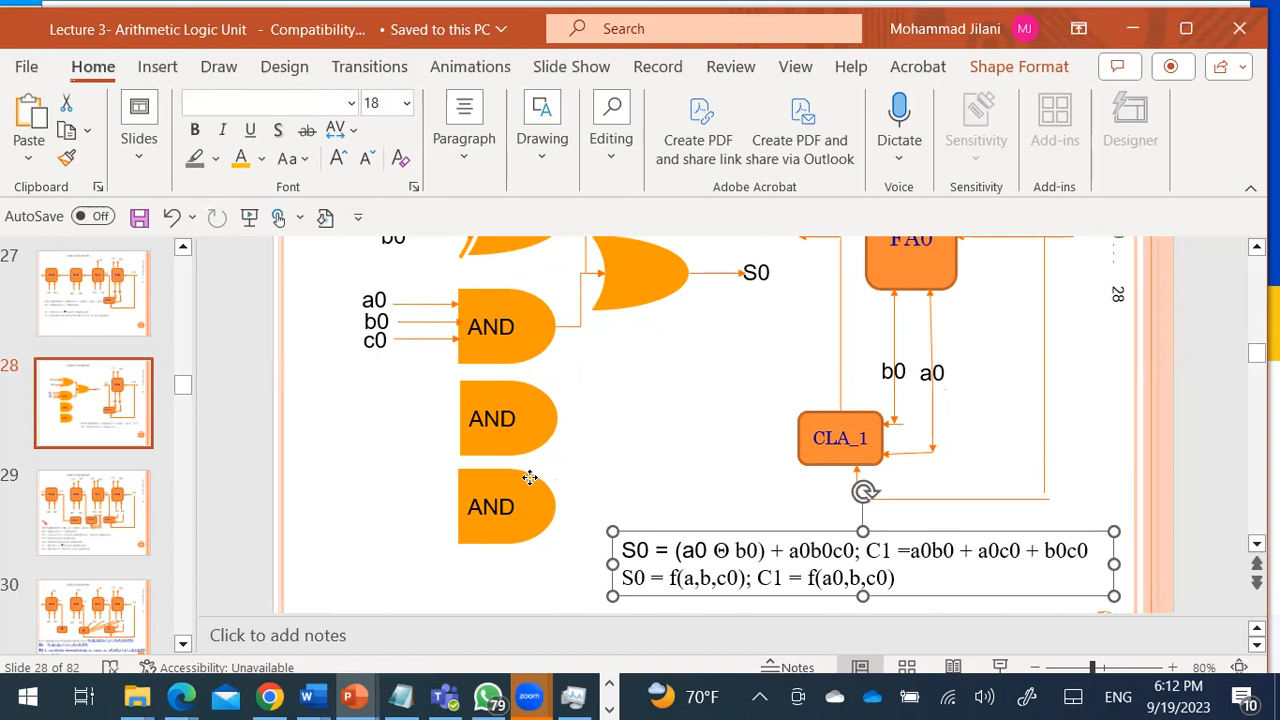 Lecture 3- Arithmetic Logic Unit - Compatibility... • Saved to this PC
Search
Mohammad Jilani MJ
File Home Insert Draw Design Transitions Animations Slide Show Record Review View Help Acrobat Shape Format
18
Paste
Slides
B I U S ab AV
Aa A A A
Paragraph
Drawing
Editing
Create PDF and share link
Create PDF and share via Outlook
Dictate
Sensitivity
Add-ins
Designer
Clipboard
Font
Adobe Acrobat
Voice
Sensitivity
Add-ins
AutoSave Off
27
28
29
30
b0
FA0
S0
28
a0
b0
c0
AND
b0 a0
AND
CLA_1
AND
S0 = (a0 Θ b0) + a0b0c0; C1 =a0b0 + a0c0 + b0c0
S0 = f(a,b,c0); C1 = f(a0,b,c0)
Click to add notes
Slide 28 of 82
Accessibility: Unavailable
Notes
80%
79
zoom
70°F
ENG
6:12 PM
9/19/2023
10